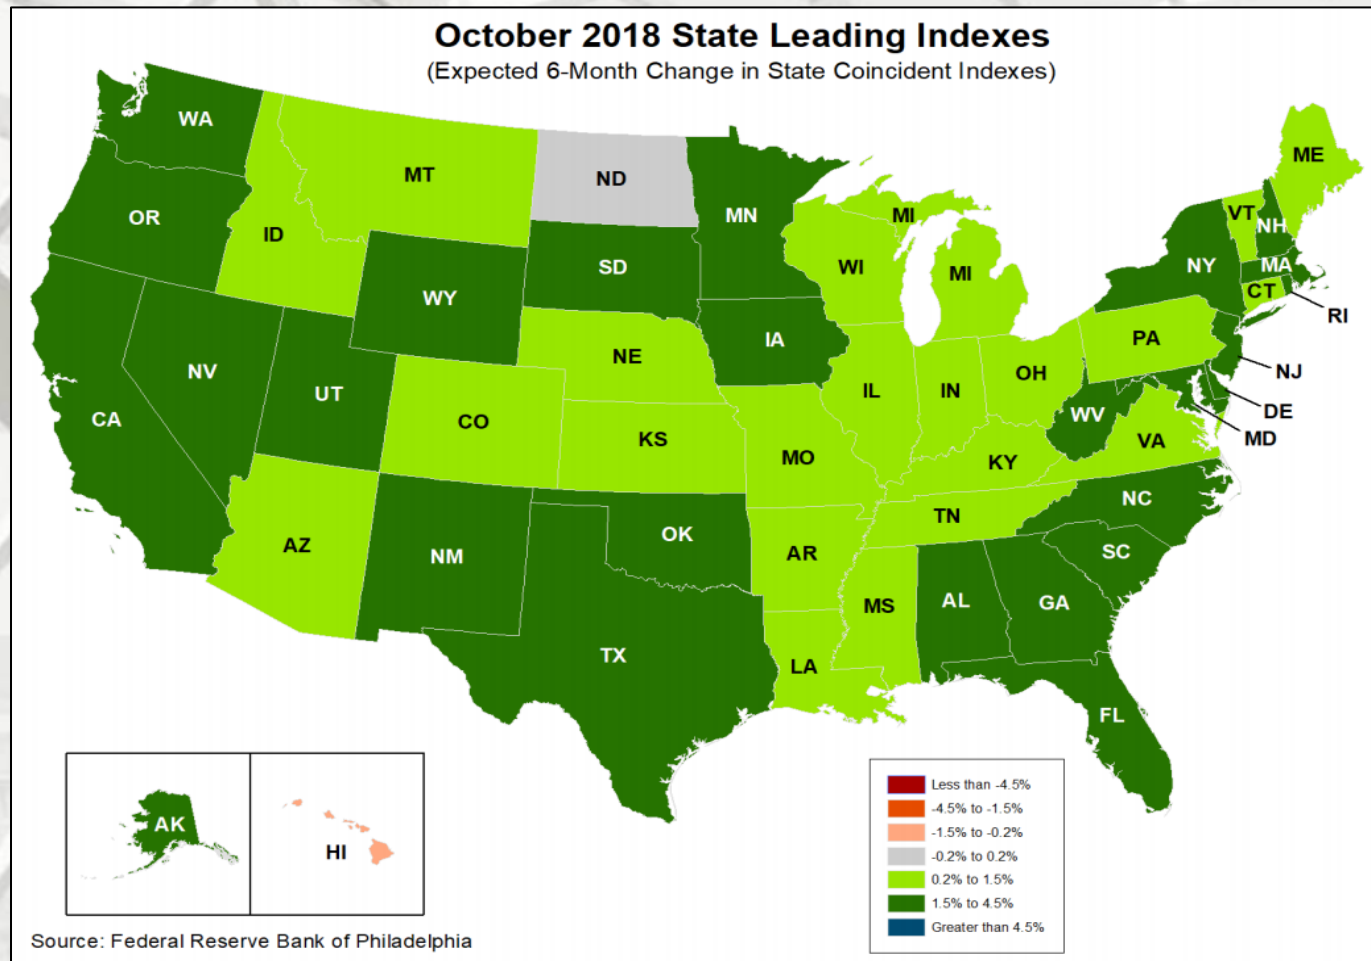 October 2018 State Leading Indexes
(Expected 6-Month Change in State Coincident Indexes)
WA
MT
ND
MN
ME
OR
ID
SD
WI
MI
MI
NY
VT
NH
MA
CT
RI
WY
IA
NE
PA
NJ
NV
UT
CO
KS
IL
IN
OH
WV
DE
MD
CA
MO
KY
VA
AZ
NM
OK
AR
TN
NC
SC
TX
LA
MS
AL
GA
FL
AK
HI
Less than -4.5%
-4.5% to -1.5%
-1.5% to -0.2%
-0.2% to 0.2%
0.2% to 1.5%
1.5% to 4.5%
Greater than 4.5%
Source: Federal Reserve Bank of Philadelphia